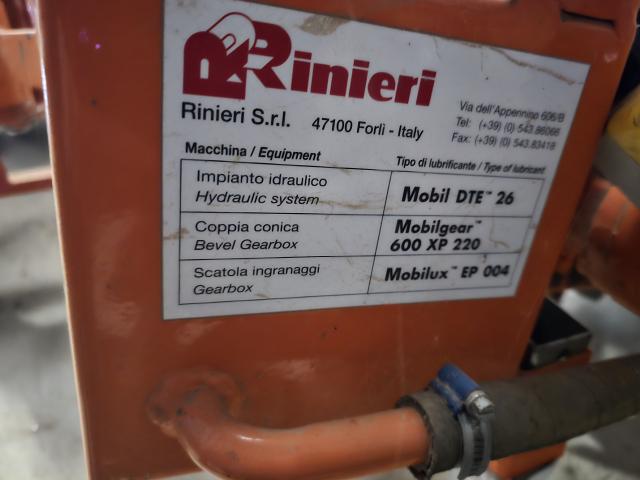 Rinieri
Rinieri S.r.l. 47100 Forlì - Italy
Via dell'Appennino 606/B
Tel: (+39) (0) 543.86066
Fax: (+39) (0) 543.83418
Macchina / Equipment Tipo di lubrificante / Type of lubricant
Impianto idraulico
Hydraulic system
Mobil DTE™ 26
Coppia conica
Bevel Gearbox
Mobilgear™
600 XP 220
Scatola ingranaggi
Gearbox
Mobilux™ EP 004